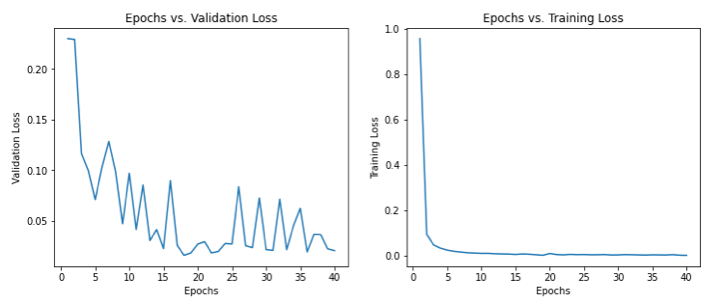 Epochs vs. Validation Loss
Validation Loss
0.20
0.15
0.10
0.05
0 5 10 15 20 25 30 35 40
Epochs
Epochs vs. Training Loss
Training Loss
1.0
0.8
0.6
0.4
0.2
0.0
0 5 10 15 20 25 30 35 40
Epochs